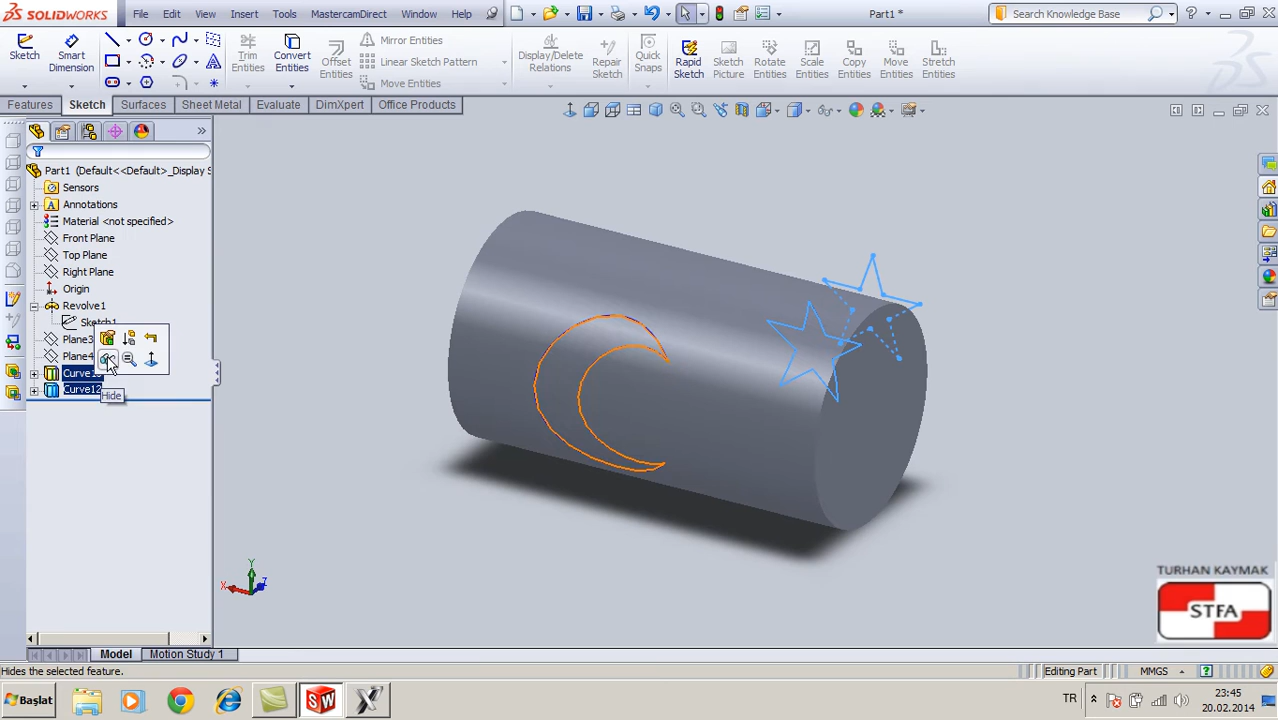 SOLIDWORKS File Edit View Insert Tools MastercamDirect Window Help Part1 * Search Knowledge Base
Sketch Smart Dimension Trim Entities Convert Entities Offset Entities Mirror Entities Linear Sketch Pattern Move Entities Display/Delete Relations Repair Sketch Quick Snaps Rapid Sketch Sketch Picture Rotate Entities Scale Entities Copy Entities Move Entities Stretch Entities
Features Sketch Surfaces Sheet Metal Evaluate DimXpert Office Products
Part1 (Default<<Default>_Display S
Sensors
Annotations
Material <not specified>
Front Plane
Top Plane
Right Plane
Origin
Revolve1
Sketch1
Plane3
Plane4
Curve1
Curve12
Hide
Y
X Z
TURHAN KAYMAK
STFA
Model Motion Study 1
Hides the selected feature. Editing Part MMGS
Başlat SW X TR 23:45
20.02.2014